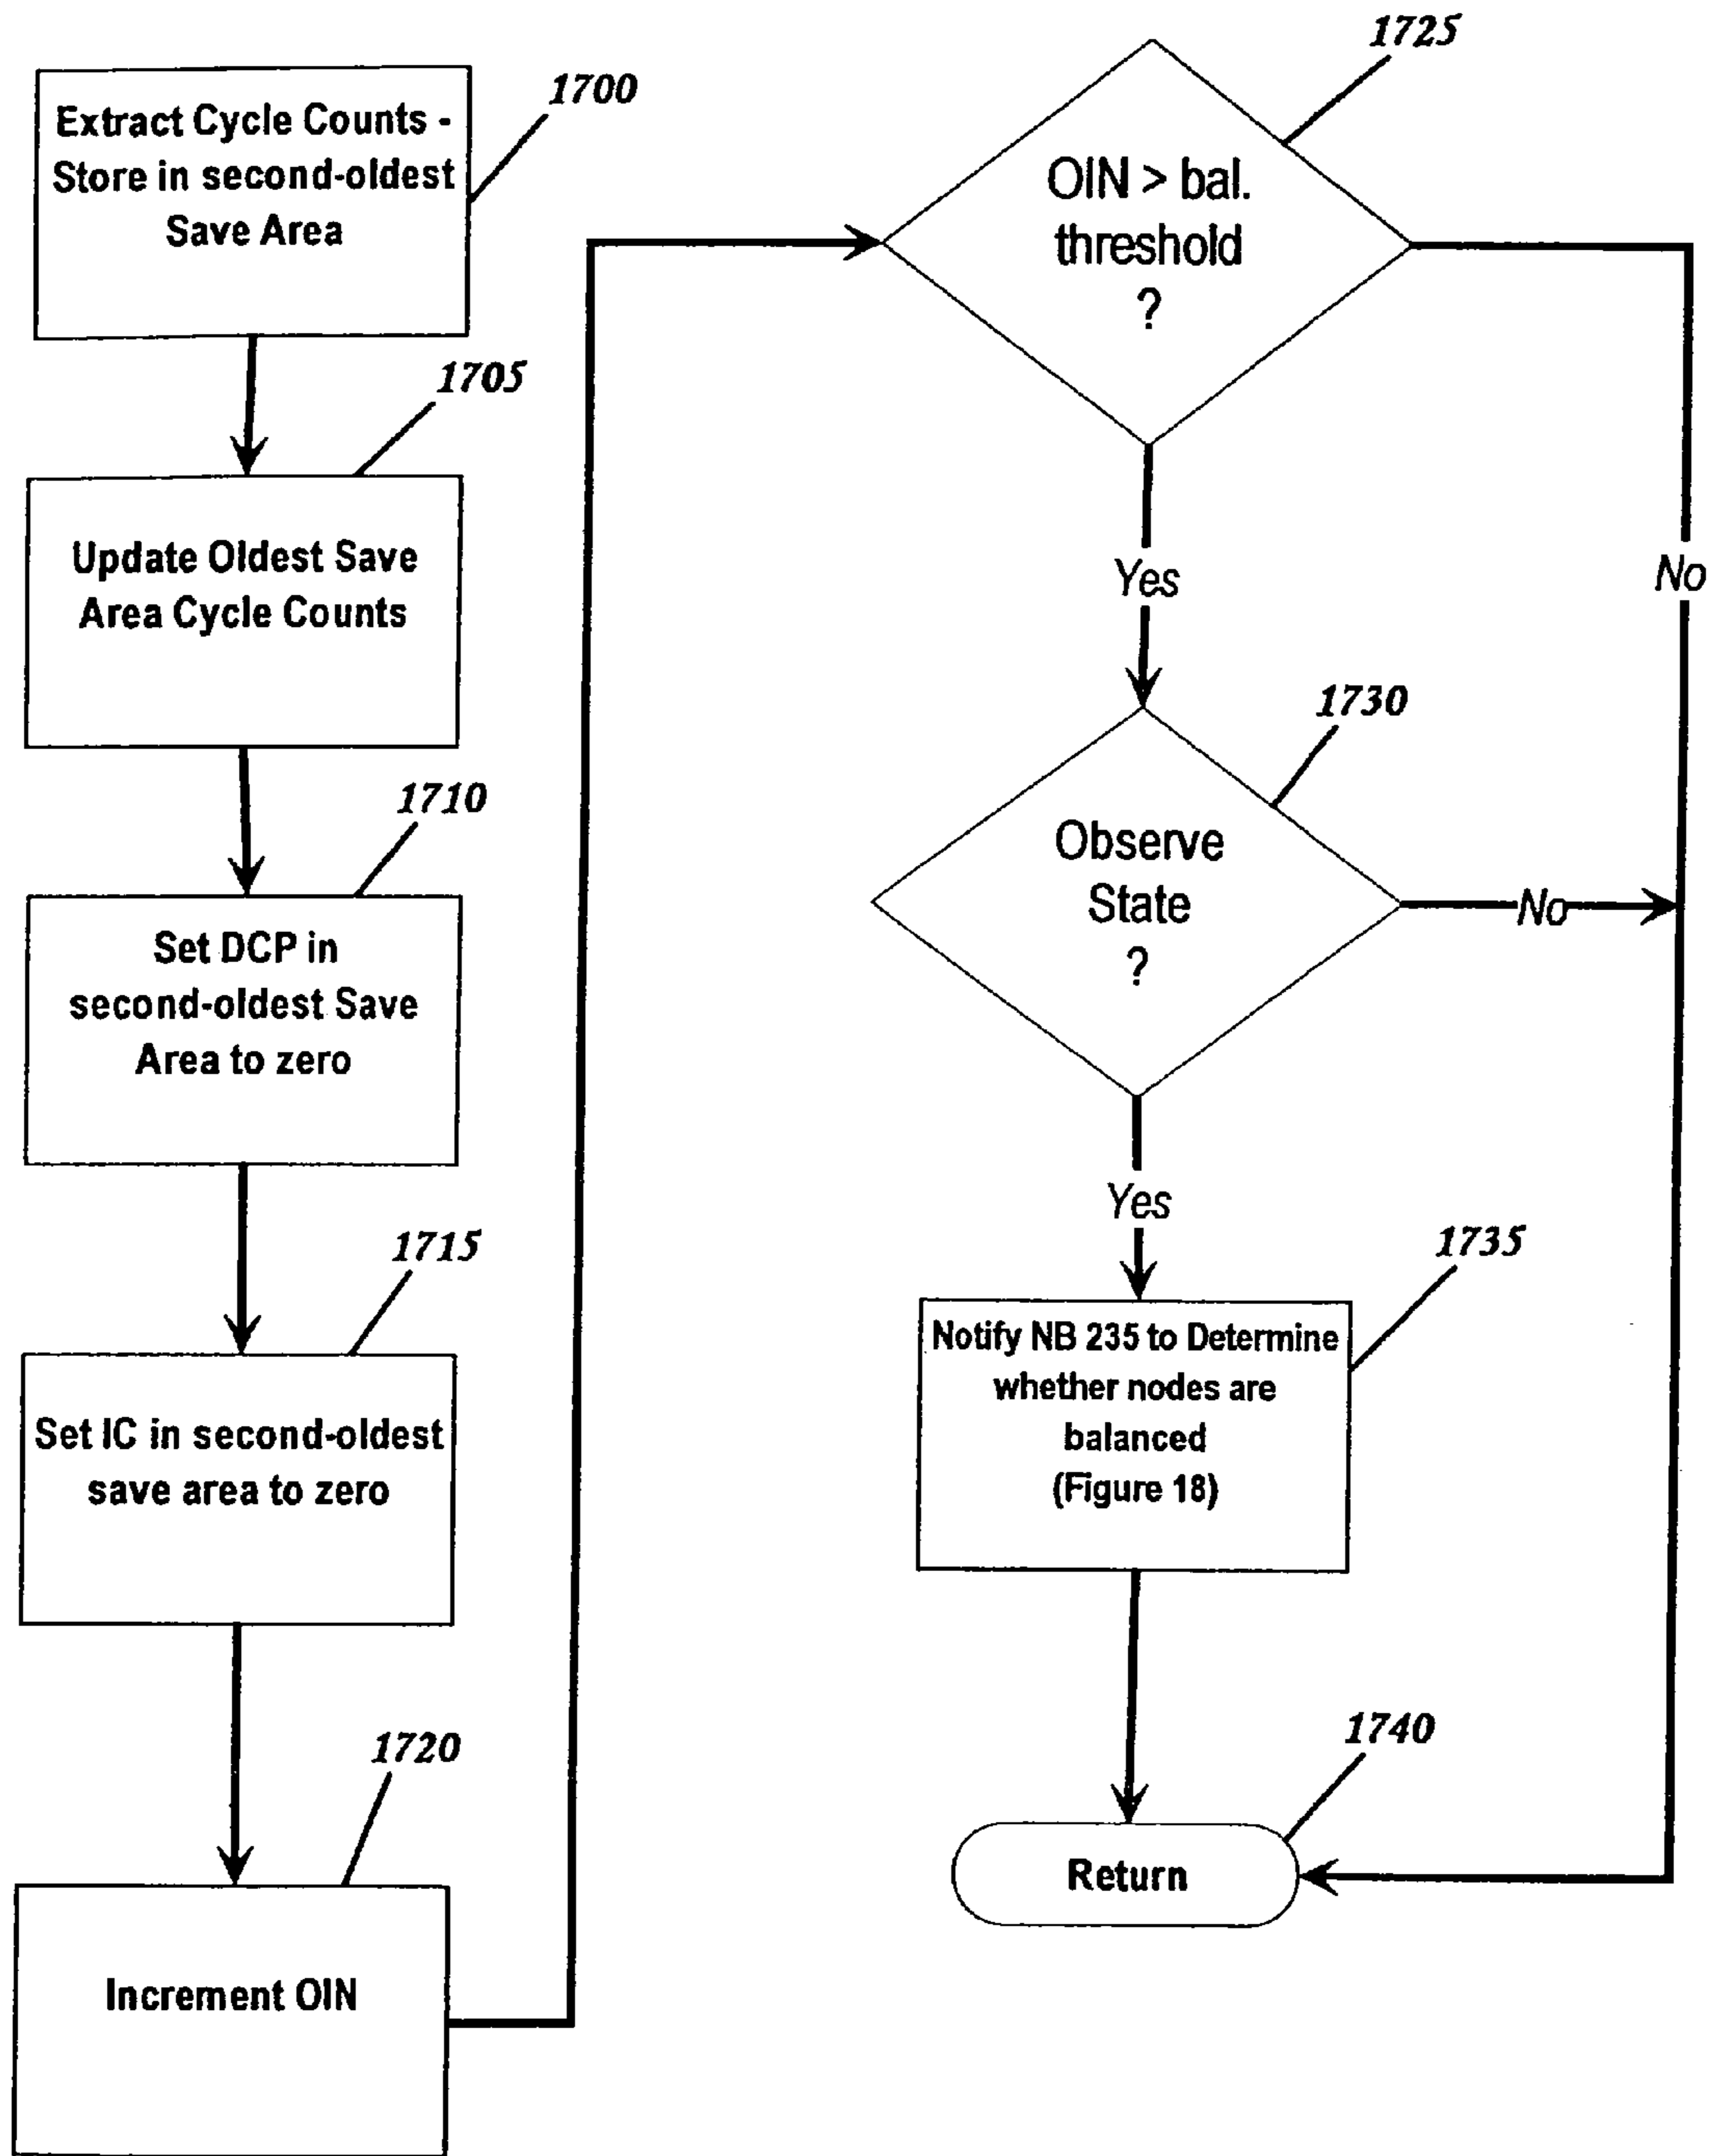 1700
Extract Cycle Counts -
Store in second-oldest
Save Area
1705
Update Oldest Save
Area Cycle Counts
1710
Set DCP in
second-oldest Save
Area to zero
1715
Set IC in second-oldest
save area to zero
1720
Increment OIN
1725
OIN > bal.
threshold
?
Yes
No
1730
Observe
State
?
No
Yes
1735
Notify NB 235 to Determine
whether nodes are
balanced
(Figure 18)
1740
Return